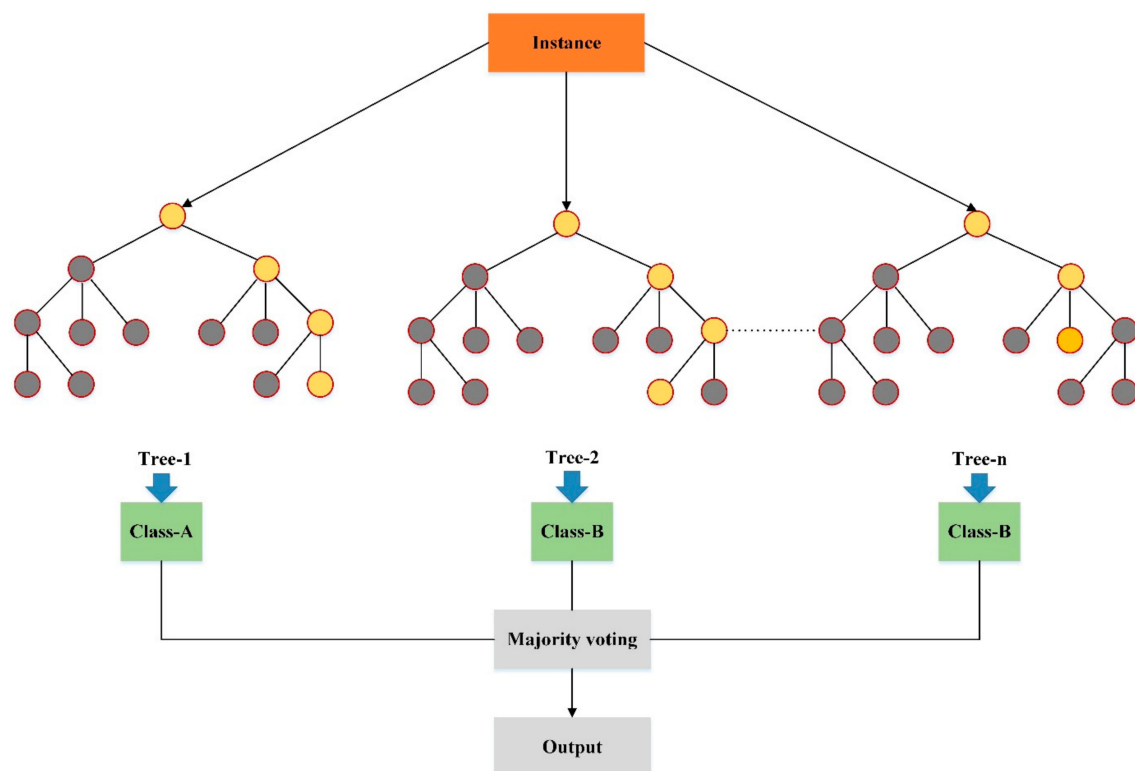 Instance
Tree-1
Tree-2
Tree-n
Class-A
Class-B
Class-B
Majority voting
Output